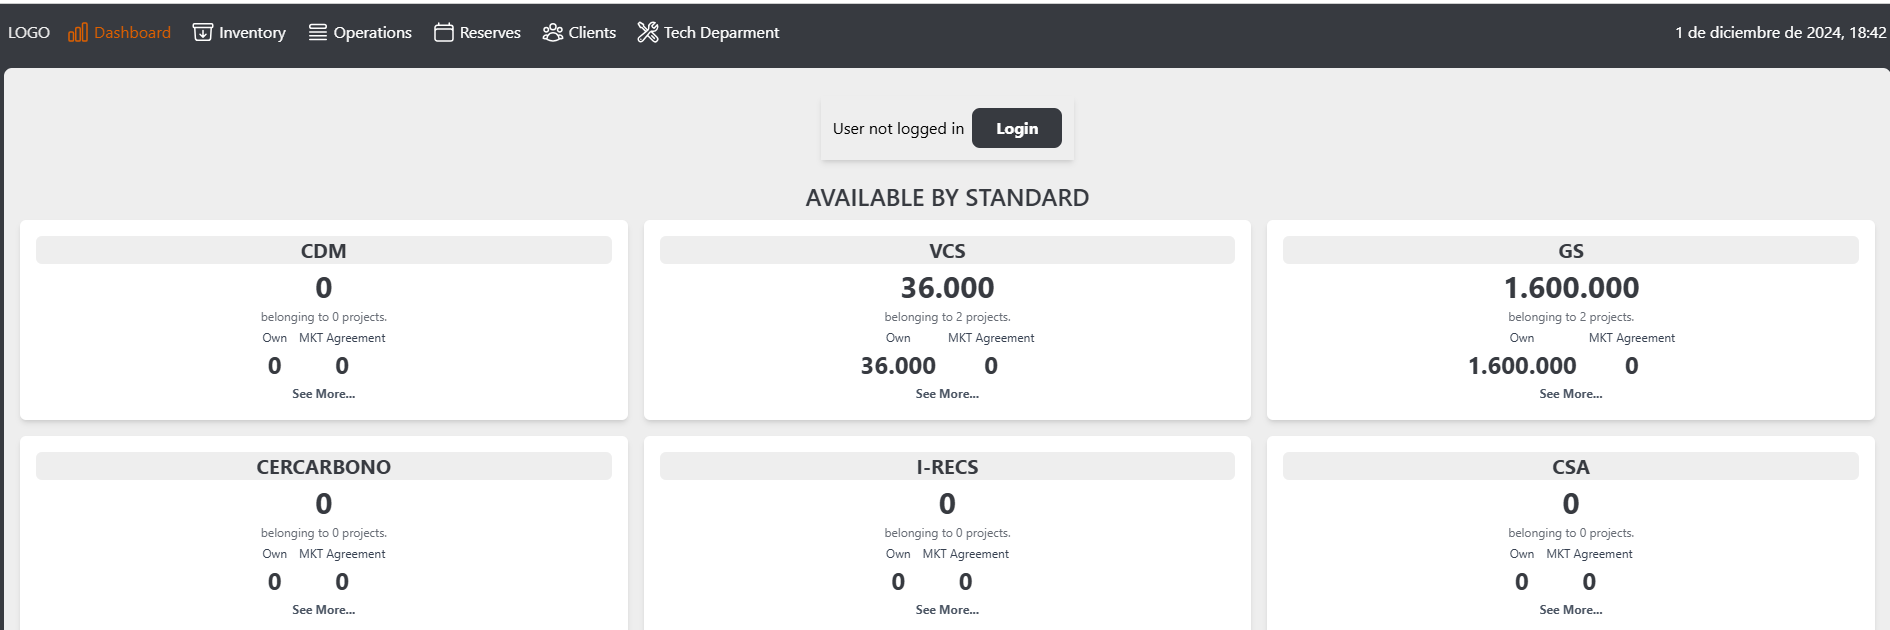 LOGO Dashboard Inventory Operations Reserves Clients Tech Deparment 1 de diciembre de 2024, 18:42
User not logged in Login
AVAILABLE BY STANDARD
CDM
0
belonging to 0 projects.
Own MKT Agreement
0 0
See More...
VCS
36.000
belonging to 2 projects.
Own MKT Agreement
36.000 0
See More...
GS
1.600.000
belonging to 2 projects.
Own MKT Agreement
1.600.000 0
See More...
CERCARBONO
0
belonging to 0 projects.
Own MKT Agreement
0 0
See More...
I-RECS
0
belonging to 0 projects.
Own MKT Agreement
0 0
See More...
CSA
0
belonging to 0 projects.
Own MKT Agreement
0 0
See More...